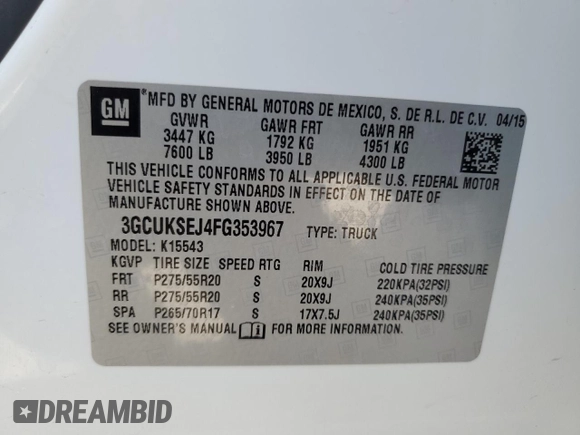 GM *MFD BY GENERAL MOTORS DE MEXICO, S. DE R.L. DE C.V. 04/15
GVWR GAWR FRT GAWR RR
3447 KG 1792 KG 1951 KG
7600 LB 3950 LB 4300 LB
THIS VEHICLE CONFORMS TO ALL APPLICABLE U.S. FEDERAL MOTOR
VEHICLE SAFETY STANDARDS IN EFFECT ON THE DATE OF
MANUFACTURE SHOWN ABOVE.
3GCUKSEJ4FG353967 TYPE: TRUCK
MODEL: K15543
KGVP TIRE SIZE SPEED RTG RIM COLD TIRE PRESSURE
FRT P275/55R20 S 20X9J 220KPA(32PSI)
RR P275/55R20 S 20X9J 240KPA(35PSI)
SPA P265/70R17 S 17X7.5J 240KPA(35PSI)
SEE OWNER'S MANUAL FOR MORE INFORMATION.
DREAMBID